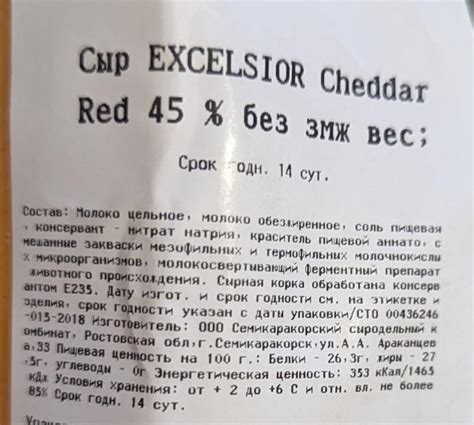 Сыр EXCELSIOR Cheddar
Red 45 % без змж вес;
Срок годн. 14 сут.
Состав: Молоко цельное, молоко обезжиренное, соль пищевая
, консервант - нитрат натрия, краситель пищевой аннато, с
мешанные закваски мезофильных и термофильных молочнокислы
х микроорганизмов, молокосвертывающий ферментный препарат
животного происхождения. Сырная корка обработана консерв
антом Е235. Дату изгот. и срок годности см. на этикетке и
зделия, срок годности указан с даты упаковки/СТО 00436246
-015-2018 Изготовитель: ООО Семикаракорский сыродельный к
омбинат, Ростовская обл,г.Семикаракорск,ул.А.А. Араканцев
а,33 Пищевая ценность на 100 г.: Белки - 26,3г,жиры - 27
,5г, углеводы - 0г Энергетическая ценность: 353 кКал/1465
кДж Условия хранения: от + 2 до +6 С и отн. вл. не более
85% Срок годн. 14 сут.